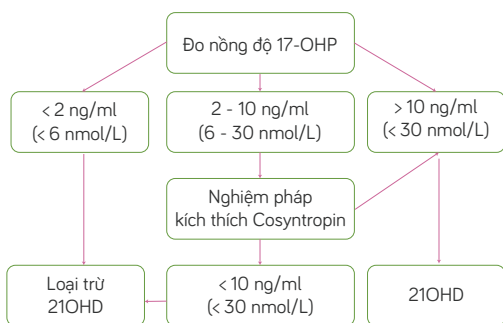 Đo nồng độ 17-OHP
< 2 ng/ml
(< 6 nmol/L)
2 - 10 ng/ml
(6 - 30 nmol/L)
> 10 ng/ml
(< 30 nmol/L)
Nghiệm pháp
kích thích Cosyntropin
Loại trừ
21OHD
< 10 ng/ml
(< 30 nmol/L)
21OHD